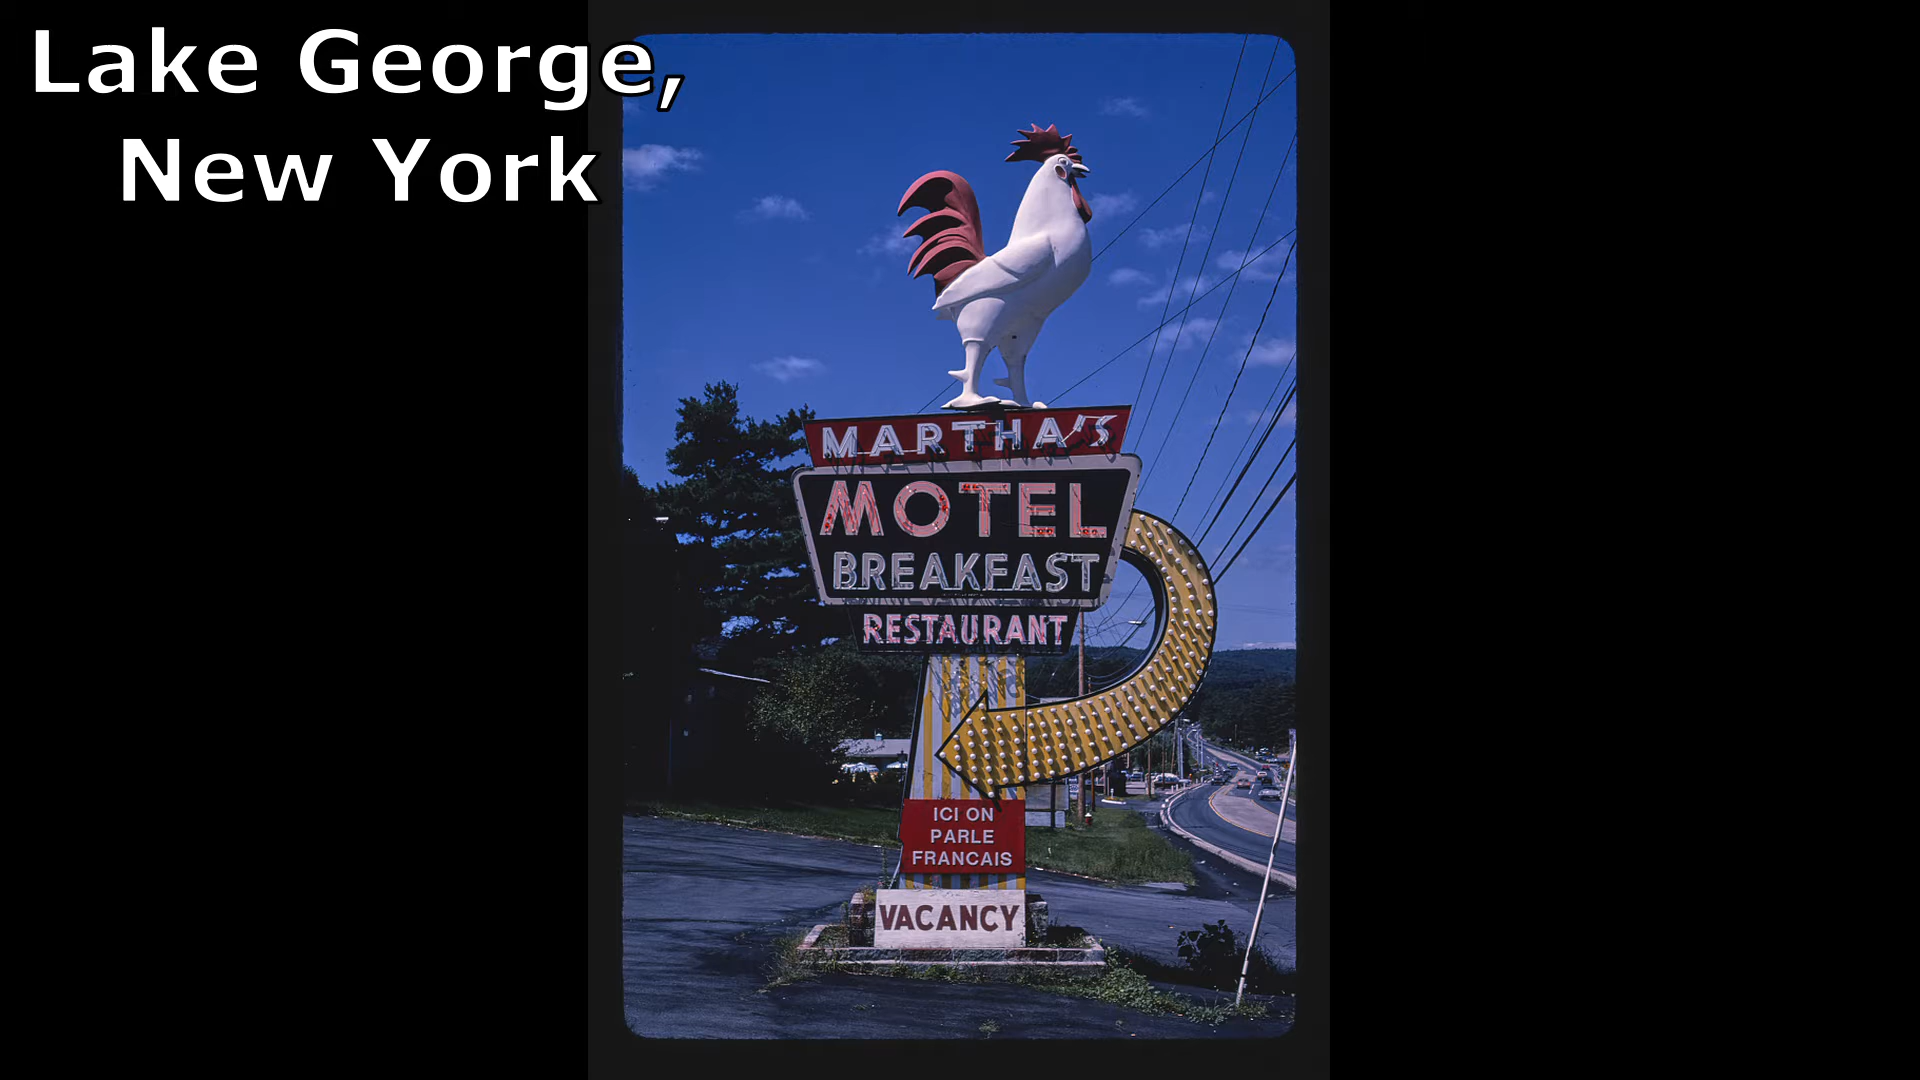 Lake George,
New York
MARTHA'S
MOTEL
BREAKFAST
RESTAURANT
ICI ON
PARLE
FRANCAIS
VACANCY